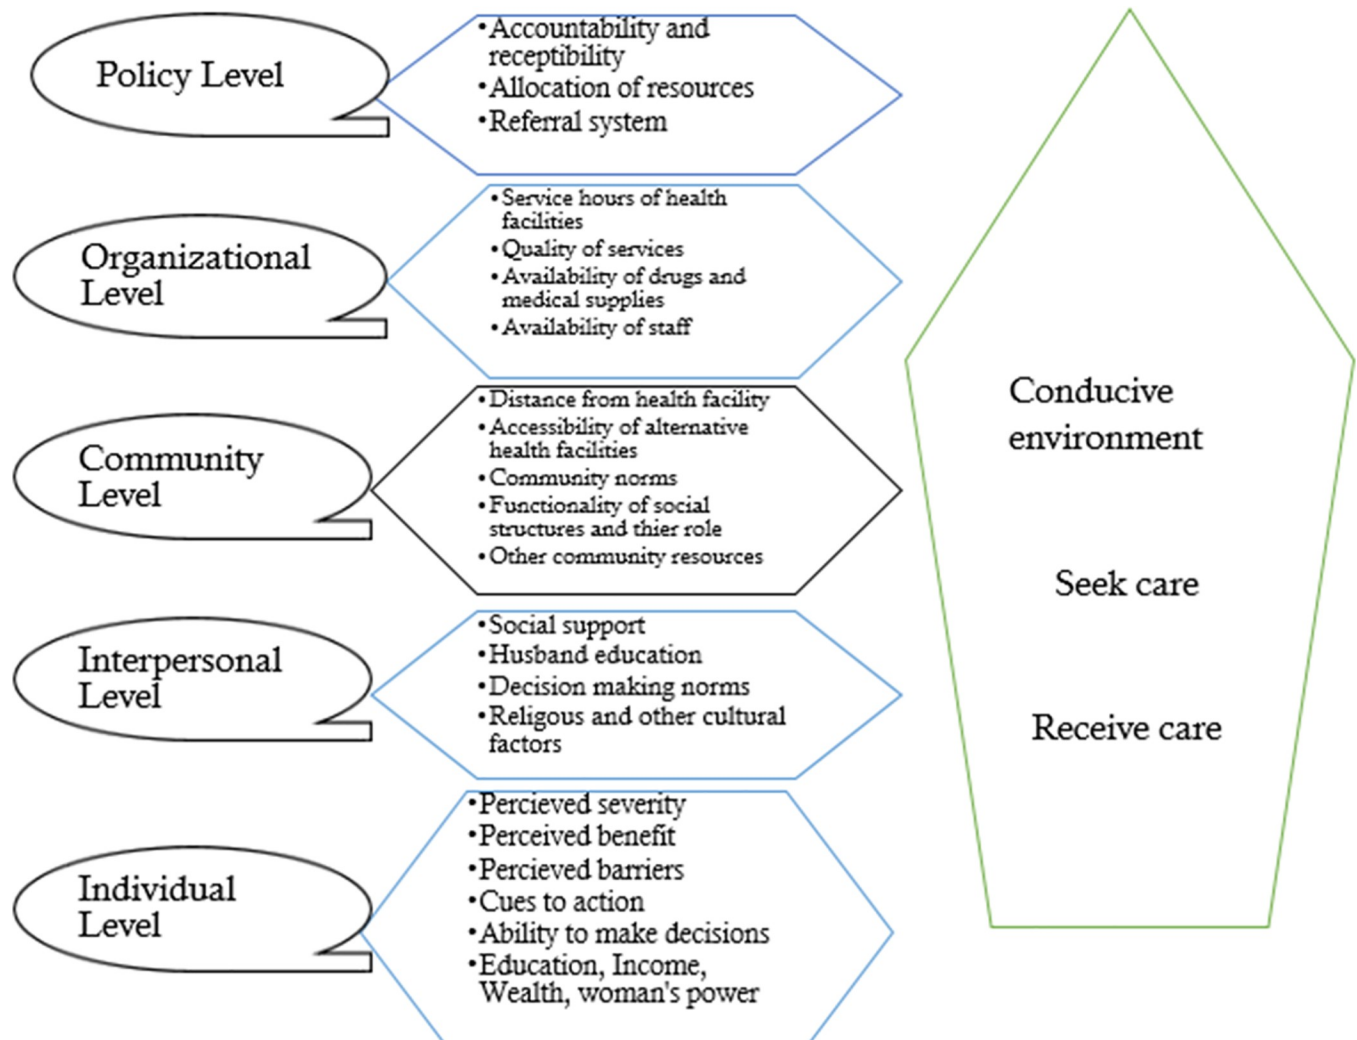 Policy Level
•Accountability and
receptibility
•Allocation of resources
•Referral system
Organizational
Level
•Service hours of health
facilities
•Quality of services
•Availability of drugs and
medical supplies
•Availability of staff
Community
Level
•Distance from health facility
•Accessibility of alternative
health facilities
•Community norms
•Functionality of social
structures and thier role
•Other community resources
Interpersonal
Level
•Social support
•Husband education
•Decision making norms
•Religous and other cultural
factors
Individual
Level
•Percieved severity
•Perceived benefit
•Percieved barriers
•Cues to action
•Ability to make decisions
•Education, Income,
Wealth, woman's power
Conducive
environment
Seek care
Receive care